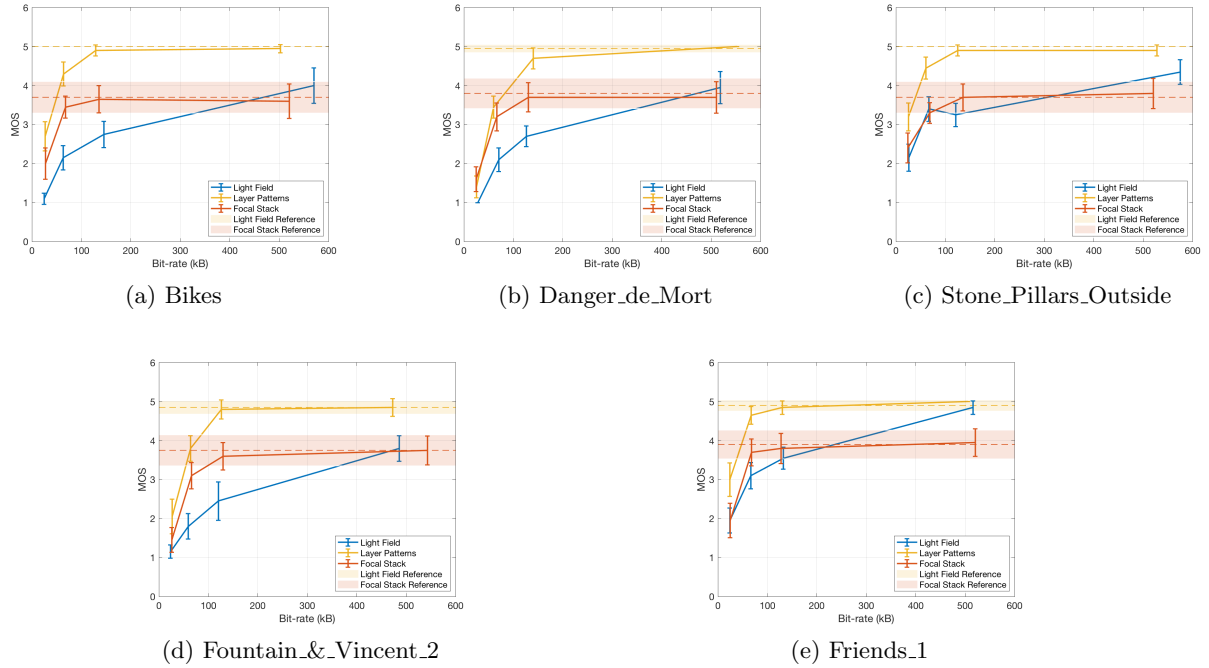 6
5
4
3
2
1
0
MOS
0 100 200 300 400 500 600
Bit-rate (kB)
Light Field
Layer Patterns
Focal Stack
Light Field Reference
Focal Stack Reference
(a) Bikes
6
5
4
3
2
1
0
MOS
0 100 200 300 400 500 600
Bit-rate (kB)
Light Field
Layer Patterns
Focal Stack
Light Field Reference
Focal Stack Reference
(b) Danger_de_Mort
6
5
4
3
2
1
0
MOS
0 100 200 300 400 500 600
Bit-rate (kB)
Light Field
Layer Patterns
Focal Stack
Light Field Reference
Focal Stack Reference
(c) Stone_Pillars_Outside
6
5
4
3
2
1
0
MOS
0 100 200 300 400 500 600
Bit-rate (kB)
Light Field
Layer Patterns
Focal Stack
Light Field Reference
Focal Stack Reference
(d) Fountain_&_Vincent_2
6
5
4
3
2
1
0
MOS
0 100 200 300 400 500 600
Bit-rate (kB)
Light Field
Layer Patterns
Focal Stack
Light Field Reference
Focal Stack Reference
(e) Friends_1